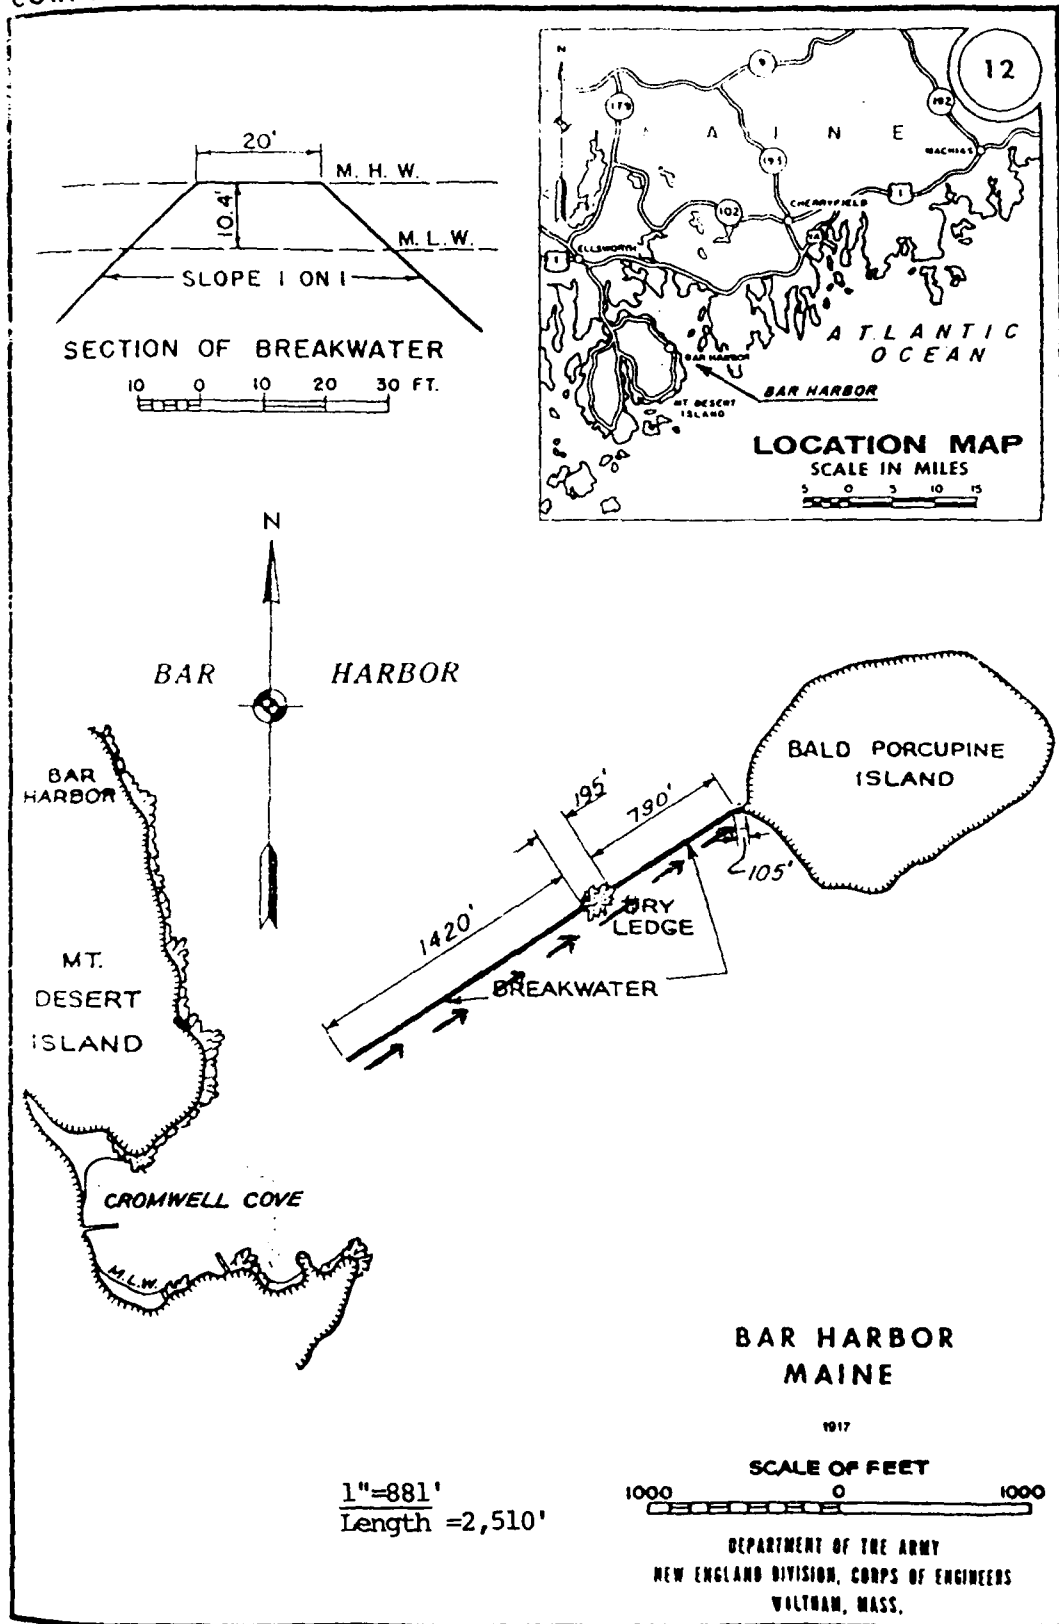 20'
M. H. W.
10.4'
M. L. W.
SLOPE 1 ON 1
SECTION OF BREAKWATER
10 0 10 20 30 FT.
12
N
9
179
192
M A I N E
MACHIAS
193
1
102
CHERRYFIELD
1A
ELLSWORTH
1
ATLANTIC
OCEAN
BAR HARBOR
BAR HARBOR
MT DESERT
ISLAND
LOCATION MAP
SCALE IN MILES
5 0 5 10 15
N
BAR HARBOR
BAR
HARBOR
BALD PORCUPINE
ISLAND
195'
790'
105'
1420'
DRY
LEDGE
BREAKWATER
MT.
DESERT
ISLAND
CROMWELL COVE
M.L.W.
BAR HARBOR
MAINE
1917
SCALE OF FEET
1000 0 1000
1"=881'
Length =2,510'
DEPARTMENT OF THE ARMY
NEW ENGLAND DIVISION, CORPS OF ENGINEERS
WALTHAM, MASS.